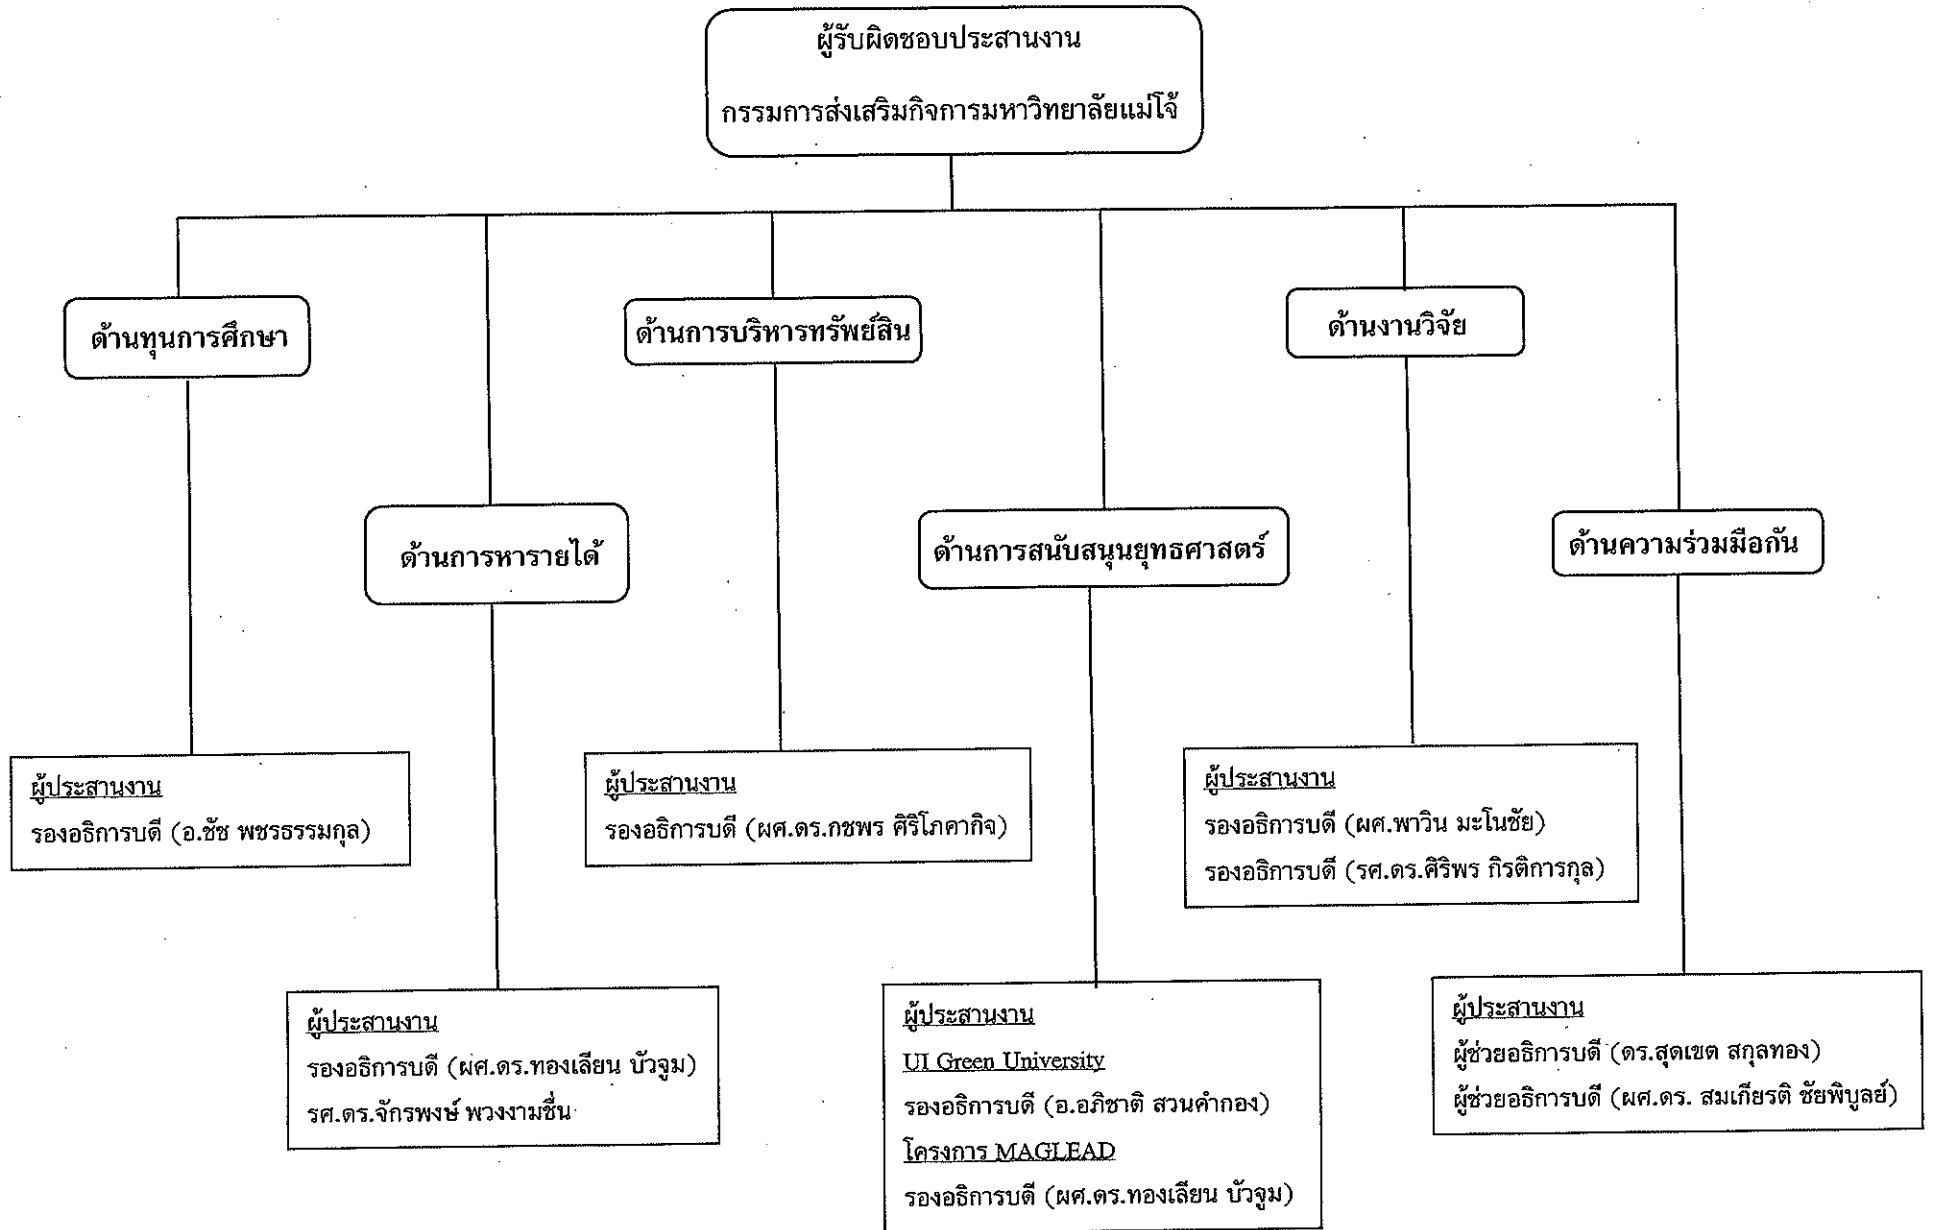 ผู้รับผิดชอบประสานงาน
กรรมการส่งเสริมกิจการมหาวิทยาลัยแม่โจ้
ด้านทุนการศึกษา
ด้านการบริหารทรัพย์สิน
ด้านงานวิจัย
ด้านการหารายได้
ด้านการสนับสนุนยุทธศาสตร์
ด้านความร่วมมือกัน
ผู้ประสานงาน
รองอธิการบดี (อ.ชัช พชรธรรมกุล)
ผู้ประสานงาน
รองอธิการบดี (ผศ.ดร.กชพร ศิริโภคากิจ)
ผู้ประสานงาน
รองอธิการบดี (ผศ.พาวิน มะโนชัย)
รองอธิการบดี (รศ.ดร.ศิริพร กิรติการกุล)
ผู้ประสานงาน
รองอธิการบดี (ผศ.ดร.ทองเลียน บัวจูม)
รศ.ดร.จักรพงษ์ พวงงามชื่น
ผู้ประสานงาน
UI Green University
รองอธิการบดี (อ.อภิชาติ สวนคำกอง)
โครงการ MAGLEAD
รองอธิการบดี (ผศ.ดร.ทองเลียน บัวจูม)
ผู้ประสานงาน
ผู้ช่วยอธิการบดี (ดร.สุดเขต สกุลทอง)
ผู้ช่วยอธิการบดี (ผศ.ดร. สมเกียรติ ชัยพิบูลย์)